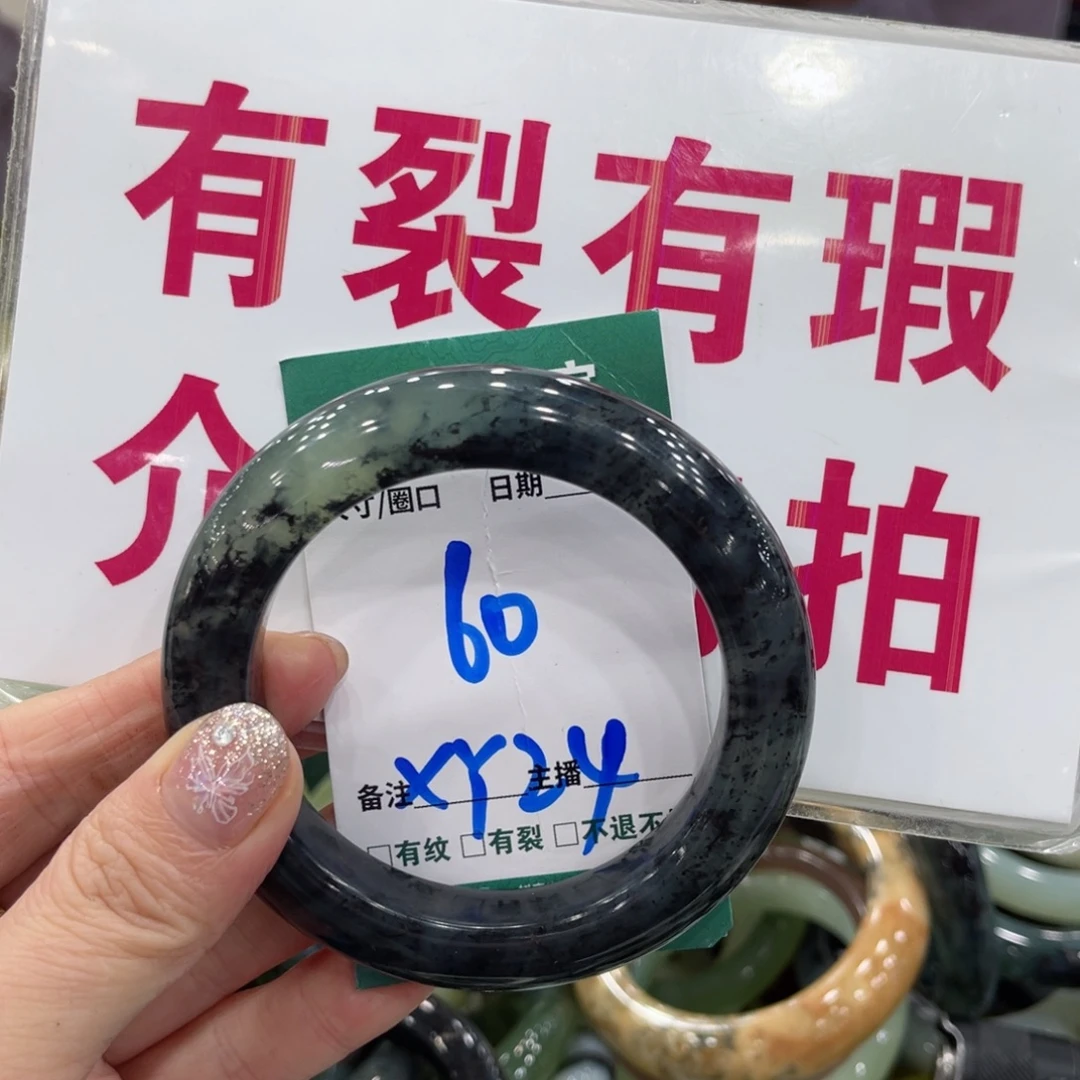 有裂有瑕
介 拍
/圈口 日期
60
XY24
备注 主播
□有纹 □有裂 □不退不